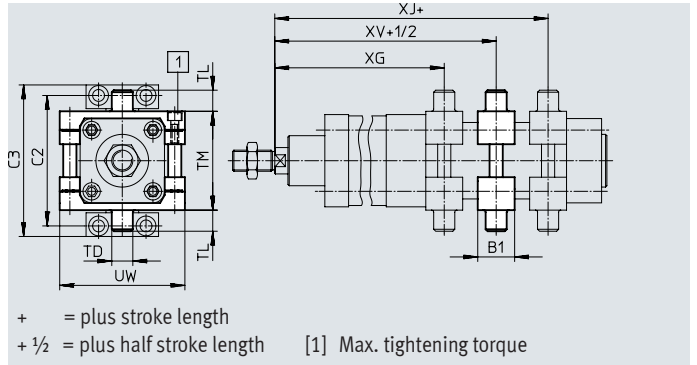 XJ+
XV+1/2
XG
1
TL
C3
C2
TM
TD
TL
UW
B1
+ = plus stroke length
+ ½ = plus half stroke length [1] Max. tightening torque